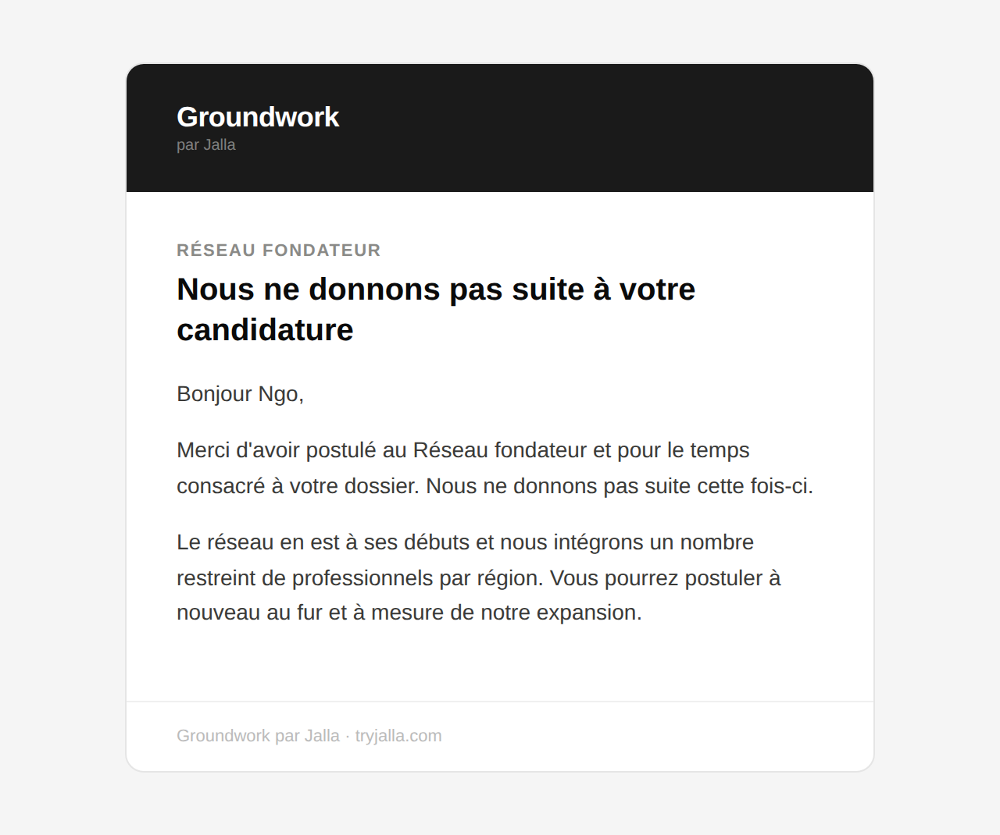 Groundwork
par Jalla
RÉSEAU FONDATEUR
Nous ne donnons pas suite à votre
candidature
Bonjour Ngo,
Merci d'avoir postulé au Réseau fondateur et pour le temps
consacré à votre dossier. Nous ne donnons pas suite cette fois-ci.
Le réseau en est à ses débuts et nous intégrons un nombre
restreint de professionnels par région. Vous pourrez postuler à
nouveau au fur et à mesure de notre expansion.
Groundwork par Jalla · tryjalla.com